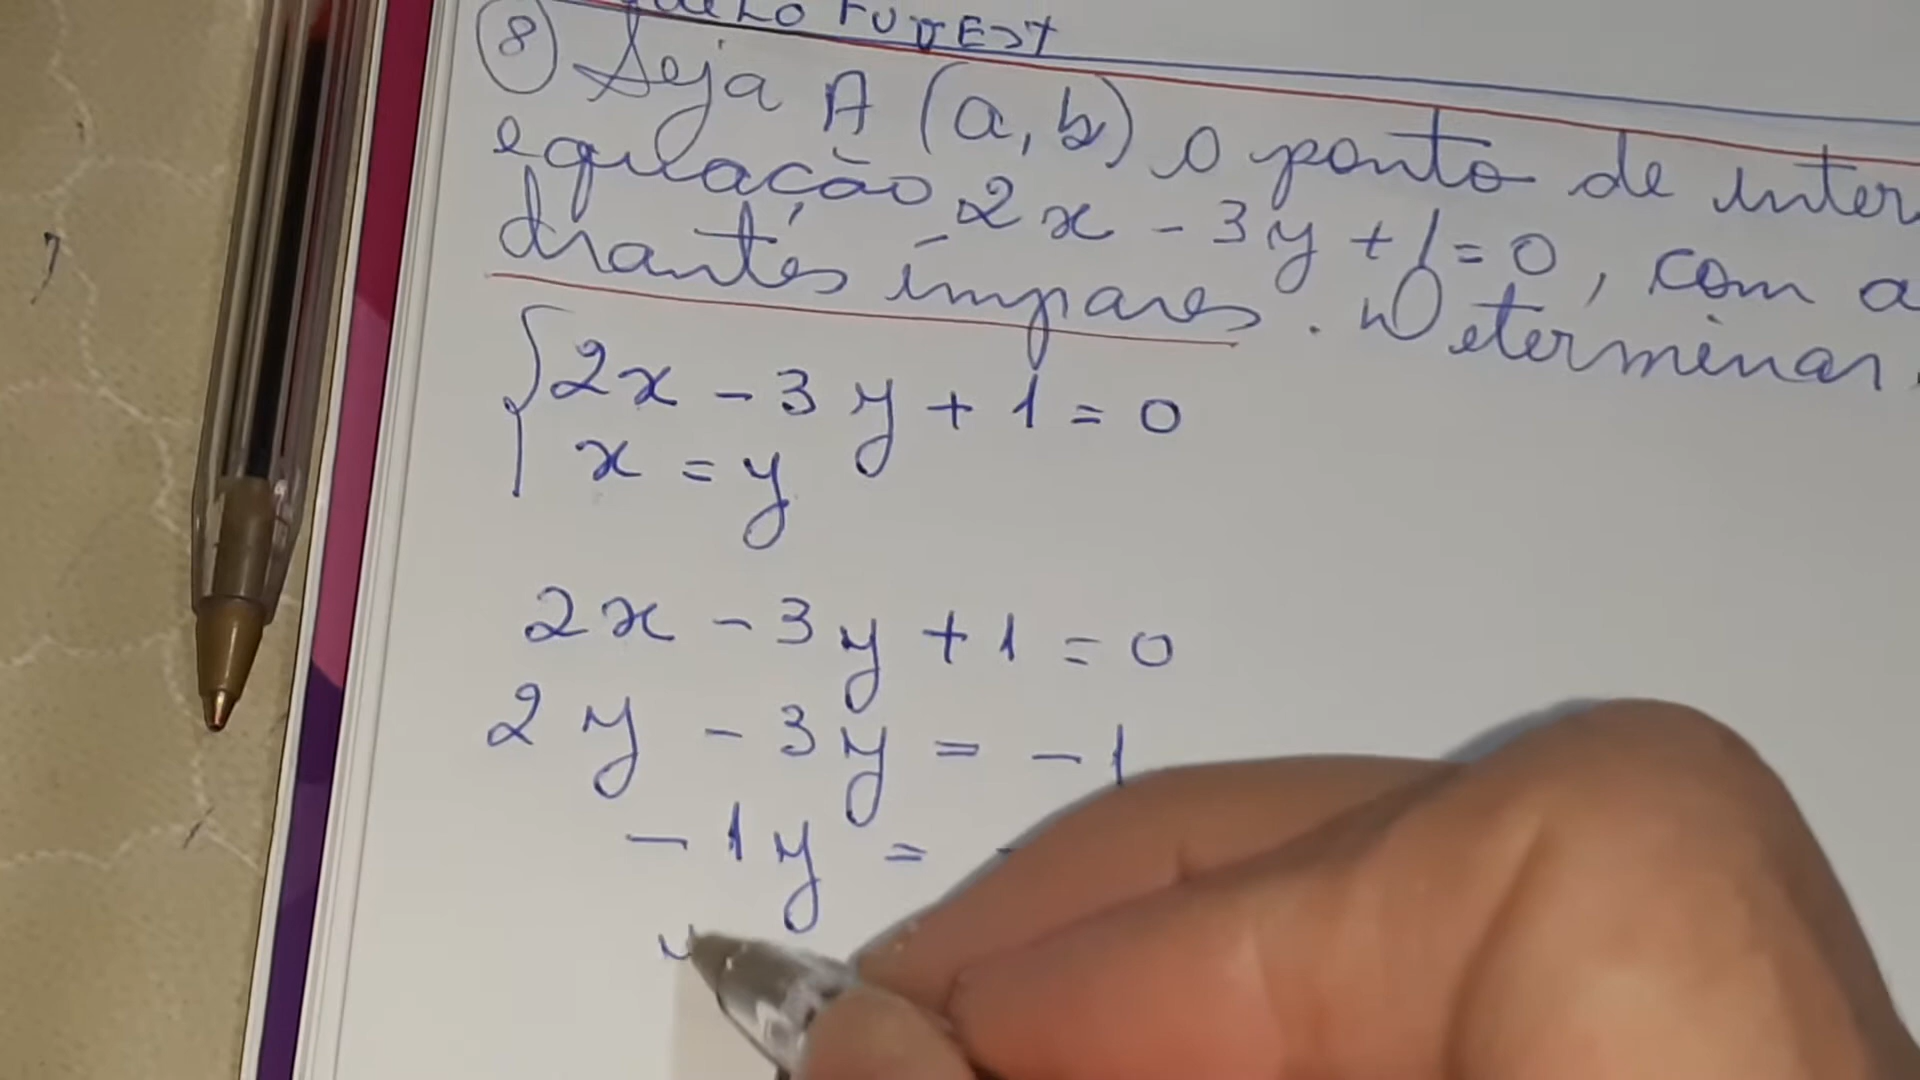 ⑧ Seja A (a,b) o ponto de inter
equação 2x - 3y + 1 = 0, com a
drantes ímpares. Determinar
2x - 3y + 1 = 0
x = y
2x - 3y + 1 = 0
2y - 3y = -1
- 1y = -